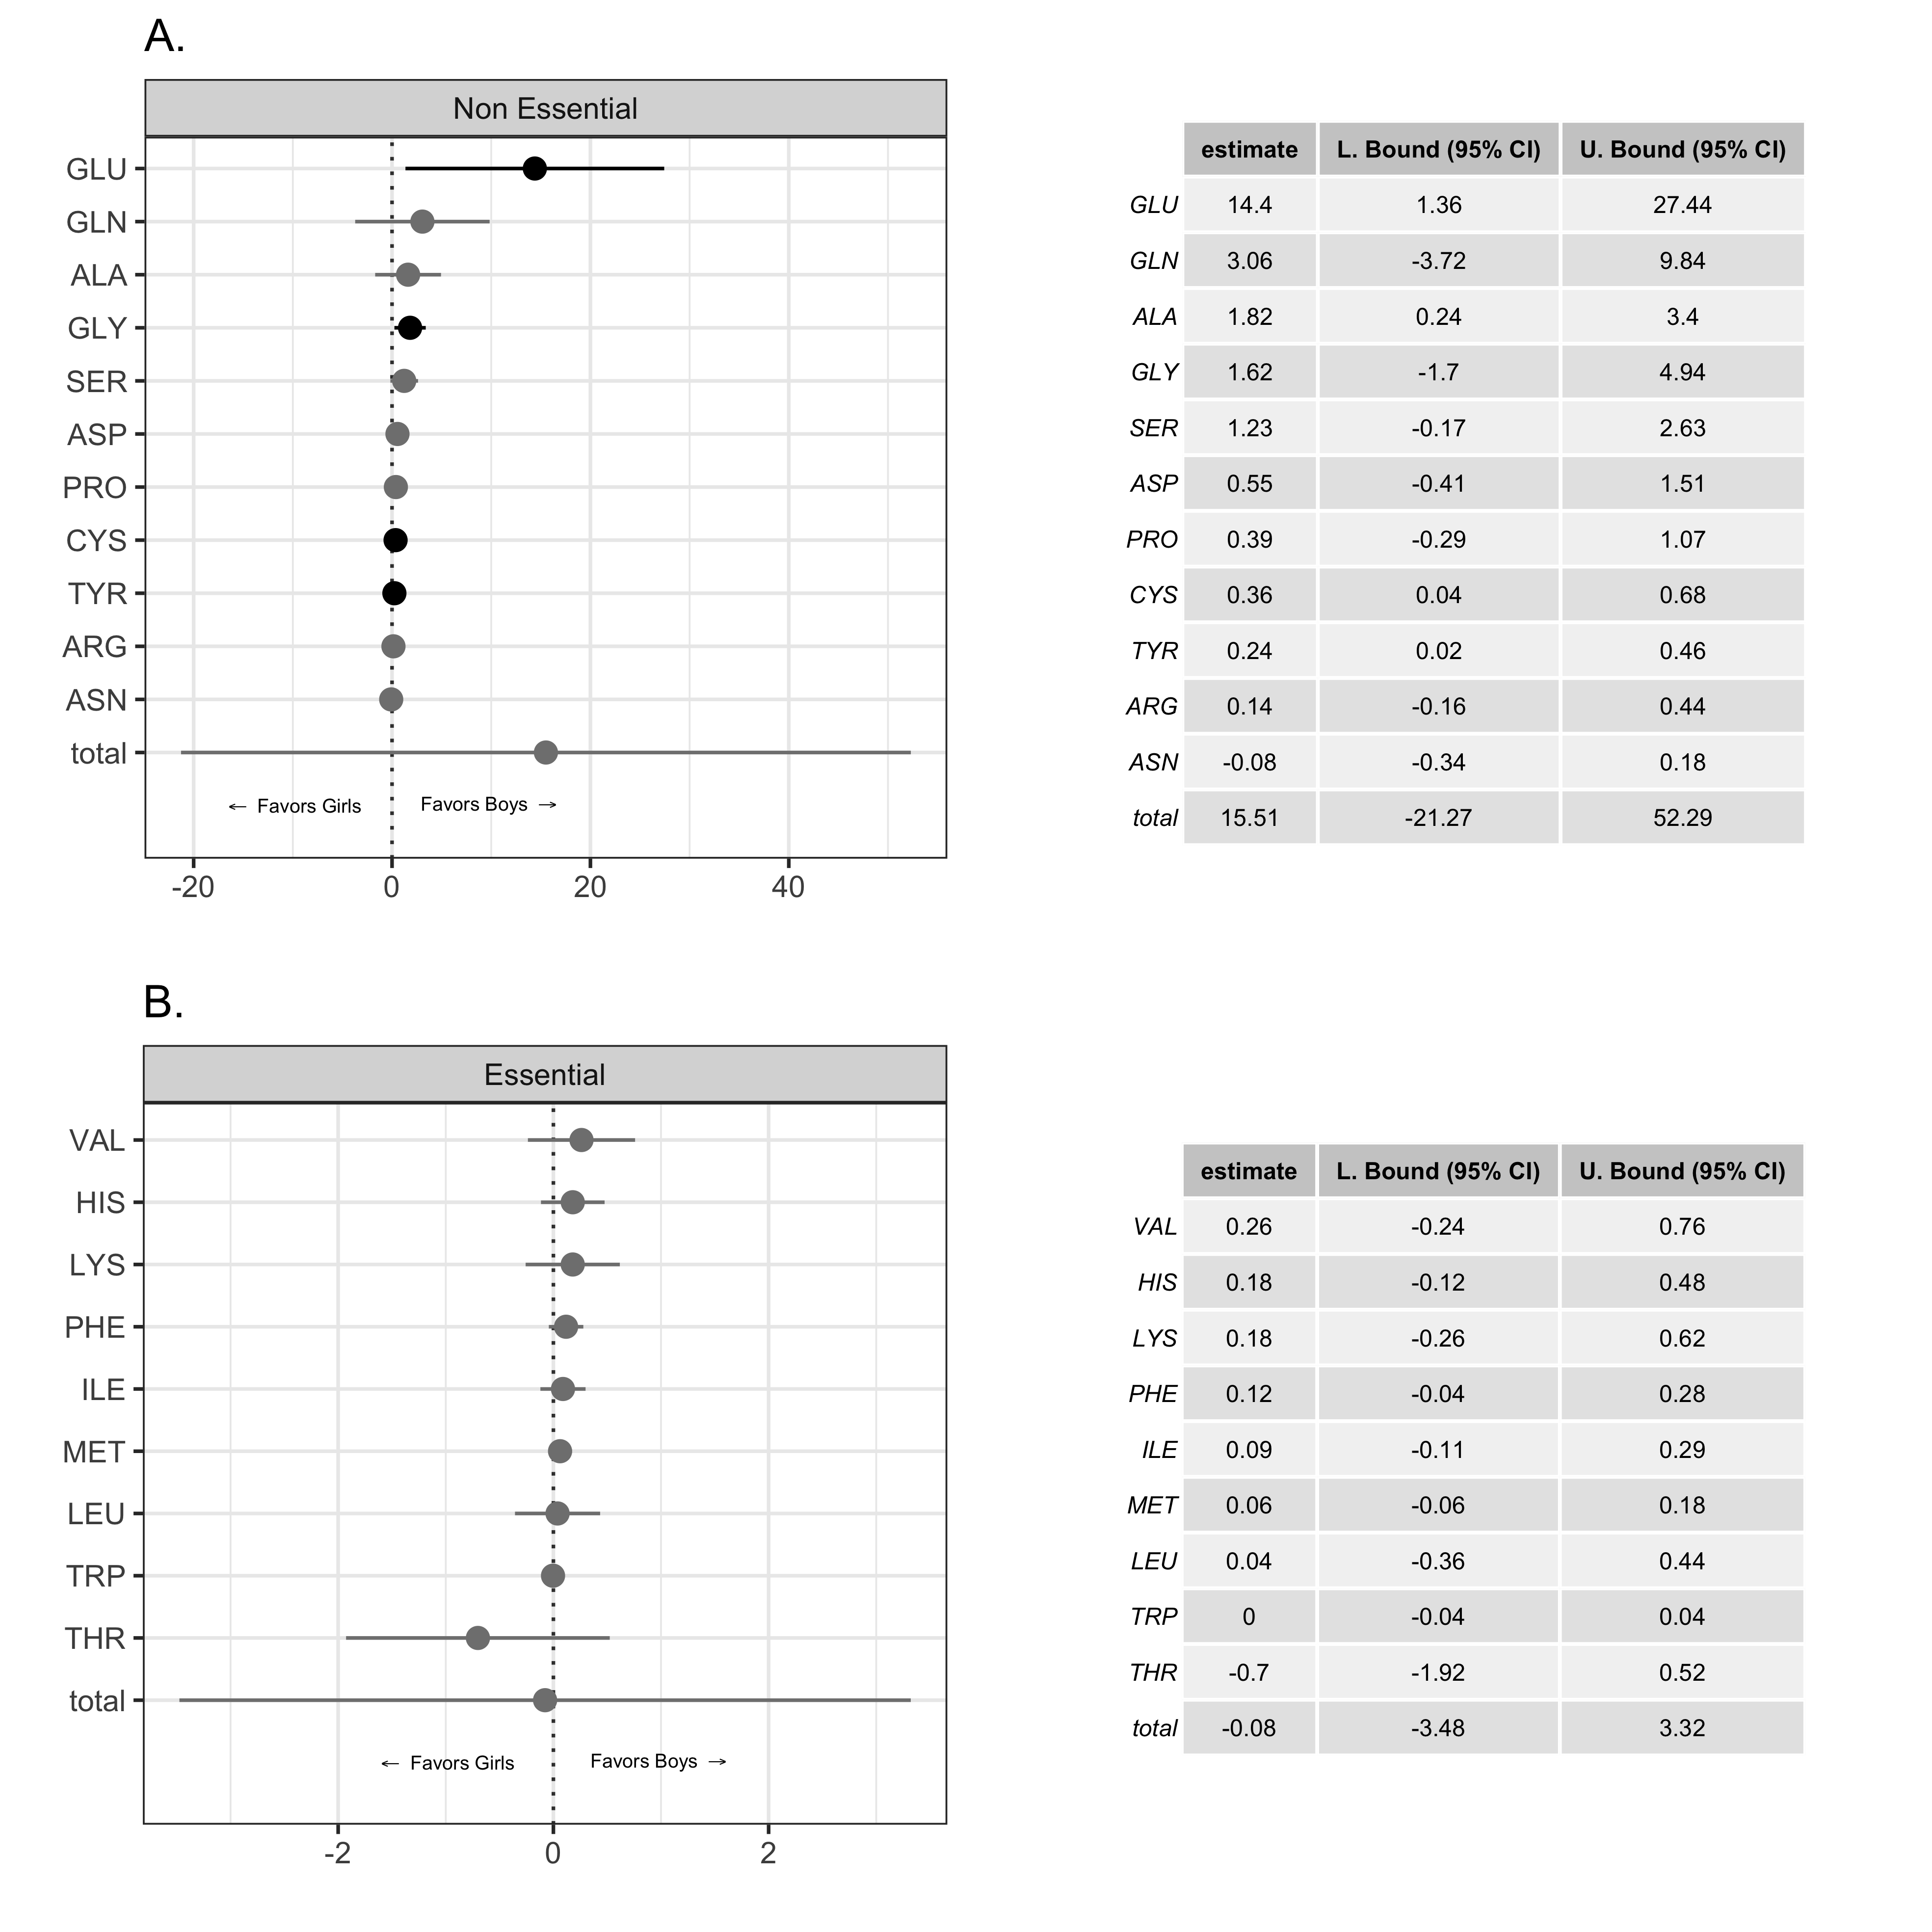 A.
Non Essential
GLU
GLN
ALA
GLY
SER
ASP
PRO
CYS
TYR
ARG
ASN
total
← Favors Girls Favors Boys →
-20 0 20 40
estimate L. Bound (95% CI) U. Bound (95% CI)
GLU 14.4 1.36 27.44
GLN 3.06 -3.72 9.84
ALA 1.82 0.24 3.4
GLY 1.62 -1.7 4.94
SER 1.23 -0.17 2.63
ASP 0.55 -0.41 1.51
PRO 0.39 -0.29 1.07
CYS 0.36 0.04 0.68
TYR 0.24 0.02 0.46
ARG 0.14 -0.16 0.44
ASN -0.08 -0.34 0.18
total 15.51 -21.27 52.29
B.
Essential
VAL
HIS
LYS
PHE
ILE
MET
LEU
TRP
THR
total
← Favors Girls Favors Boys →
-2 0 2
estimate L. Bound (95% CI) U. Bound (95% CI)
VAL 0.26 -0.24 0.76
HIS 0.18 -0.12 0.48
LYS 0.18 -0.26 0.62
PHE 0.12 -0.04 0.28
ILE 0.09 -0.11 0.29
MET 0.06 -0.06 0.18
LEU 0.04 -0.36 0.44
TRP 0 -0.04 0.04
THR -0.7 -1.92 0.52
total -0.08 -3.48 3.32